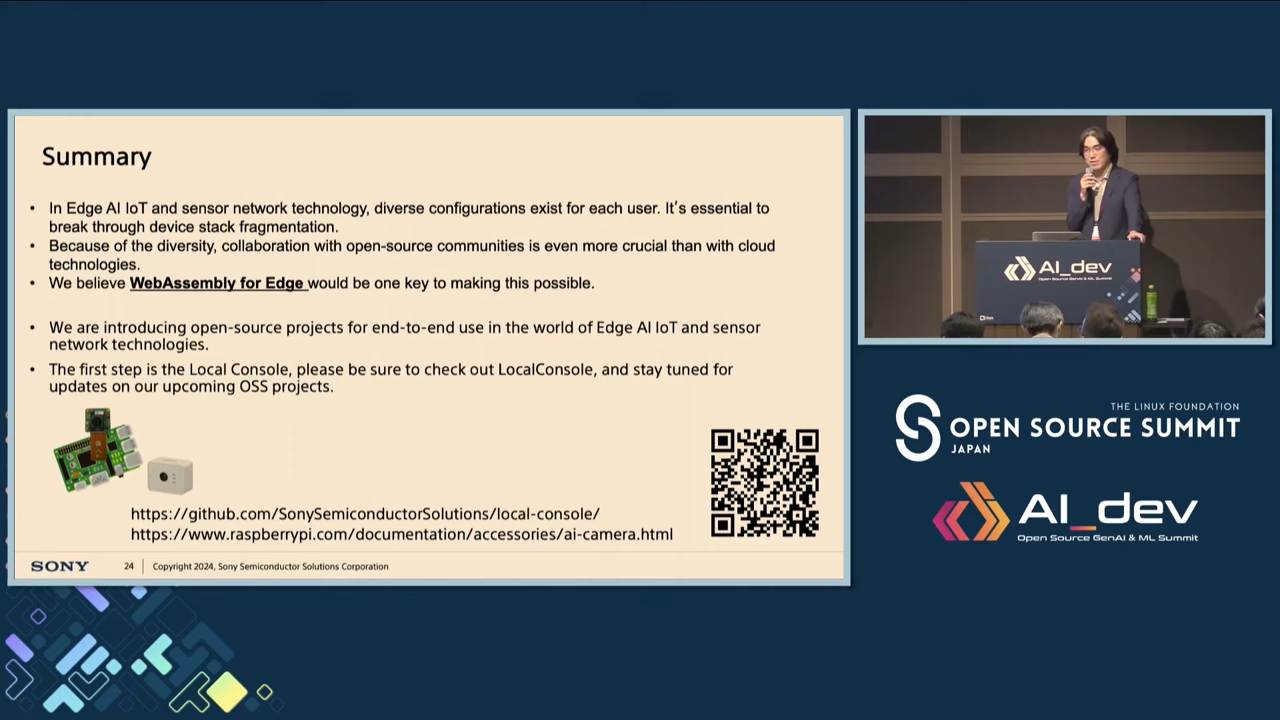 Summary
• In Edge AI IoT and sensor network technology, diverse configurations exist for each user. It's essential to
break through device stack fragmentation.
• Because of the diversity, collaboration with open-source communities is even more crucial than with cloud
technologies.
• We believe WebAssembly for Edge would be one key to making this possible.
• We are introducing open-source projects for end-to-end use in the world of Edge AI IoT and sensor
network technologies.
• The first step is the Local Console, please be sure to check out LocalConsole, and stay tuned for
updates on our upcoming OSS projects.
https://github.com/SonySemiconductorSolutions/local-console/
https://www.raspberrypi.com/documentation/accessories/ai-camera.html
SONY 24 Copyright 2024, Sony Semiconductor Solutions Corporation
AI_dev
Open Source GenAI & ML Summit
THE LINUX FOUNDATION
OPEN SOURCE SUMMIT
JAPAN
AI_dev
Open Source GenAI & ML Summit